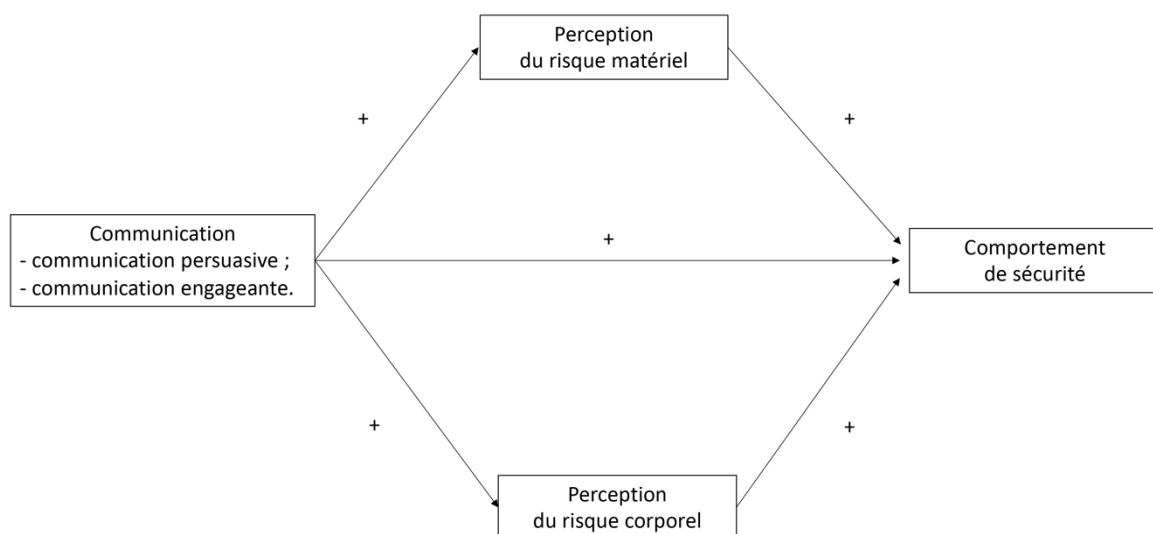 Perception
du risque matériel
+
+
Communication
- communication persuasive ;
- communication engageante.
+
Comportement
de sécurité
+
+
Perception
du risque corporel